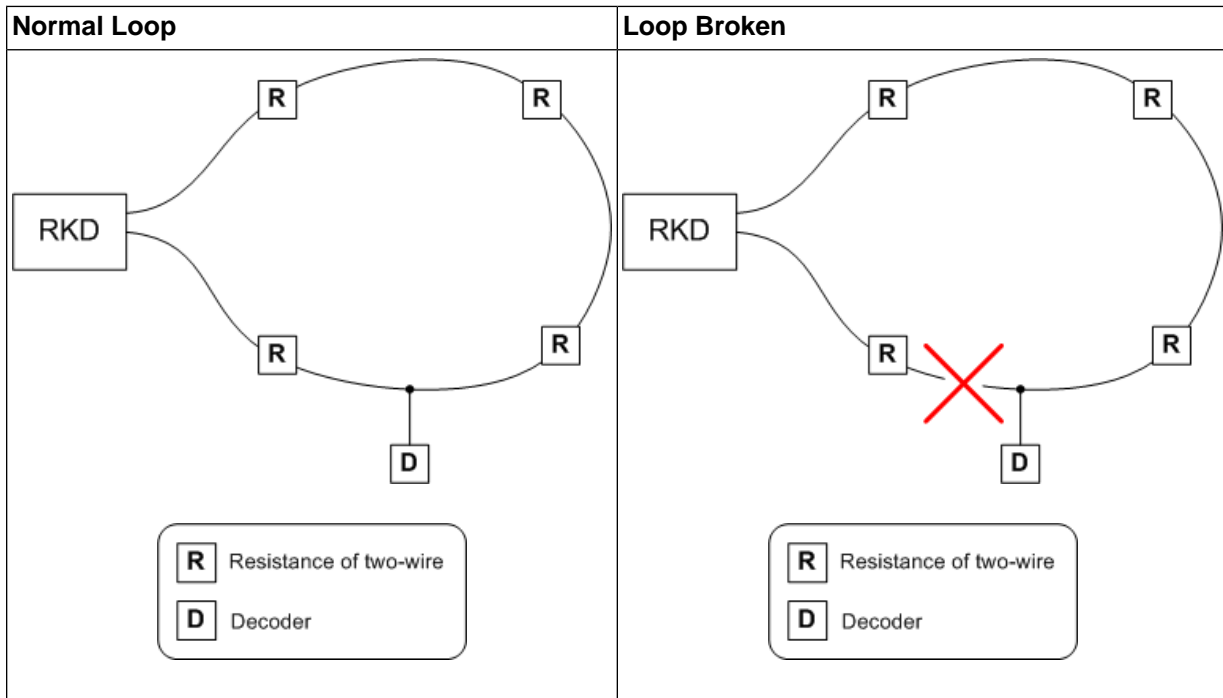 Normal Loop
R
R
RKD
R
R
D
R Resistance of two-wire
D Decoder
Loop Broken
R
R
RKD
R
R
D
R Resistance of two-wire
D Decoder